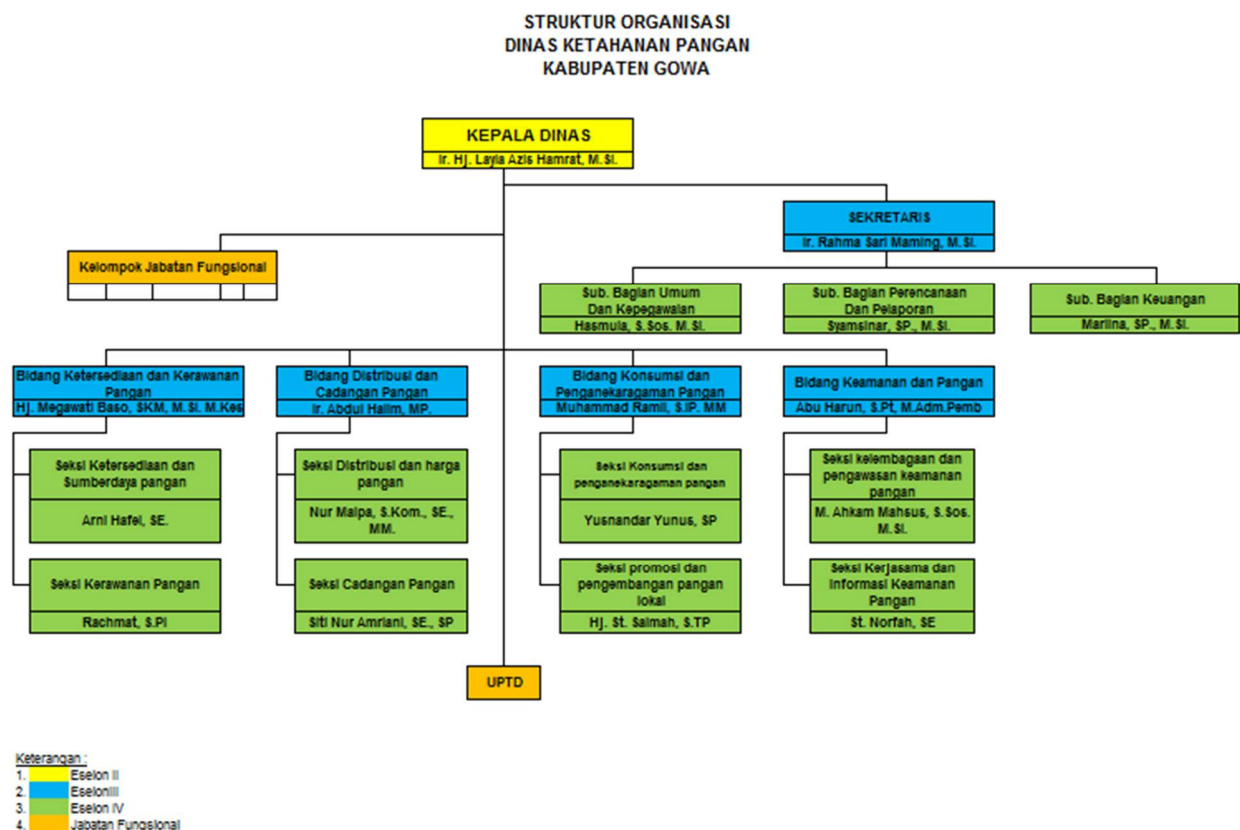 STRUKTUR ORGANISASI
DINAS KETAHANAN PANGAN
KABUPATEN GOWA
KEPALA DINAS
Ir. Hj. Layla Azis Hamrat, M.Si.
SEKRETARIS
Ir. Rahma Sari Maming, M.Si.
Kelompok Jabatan Fungsional
Sub. Bagian Umum
Dan Kepegawaian
Hasmula, S.Sos. M.Si.
Sub. Bagian Perencanaan
Dan Pelaporan
Syamsinar, SP., M.Si.
Sub. Bagian Keuangan
Marlina, SP., M.Si.
Bidang Ketersediaan dan Kerawanan
Pangan
Hj. Megawati Baso, SKM, M.Si. M.Kes
Bidang Distribusi dan
Cadangan Pangan
Ir. Abdul Halim, MP.
Bidang Konsumsi dan
Penganekaragaman Pangan
Muhammad Ramli, S.IP. MM
Bidang Keamanan dan Pangan
Abu Harun, S.Pt, M.Adm.Pemb
Seksi Ketersediaan dan
Sumberdaya pangan
Arni Hafel, SE.
Seksi Distribusi dan harga
pangan
Nur Malpa, S.Kom., SE.,
MM.
Seksi Konsumsi dan
penganekaragaman pangan
Yusnandar Yunus, SP
Seksi kelembagaan dan
pengawasan keamanan
pangan
M. Ahkam Mahsus, S.Sos.
M.Si.
Seksi Kerawanan Pangan
Rachmat, S.Pi
Seksi Cadangan Pangan
Siti Nur Amriani, SE., SP
Seksi promosi dan
pengembangan pangan
lokal
Hj. St. Salmah, S.TP
Seksi Kerjasama dan
Informasi Keamanan
Pangan
St. Norfah, SE
UPTD
Keterangan :
1. Eselon II
2. EselonIII
3. Eselon IV
4. Jabatan Fungsional